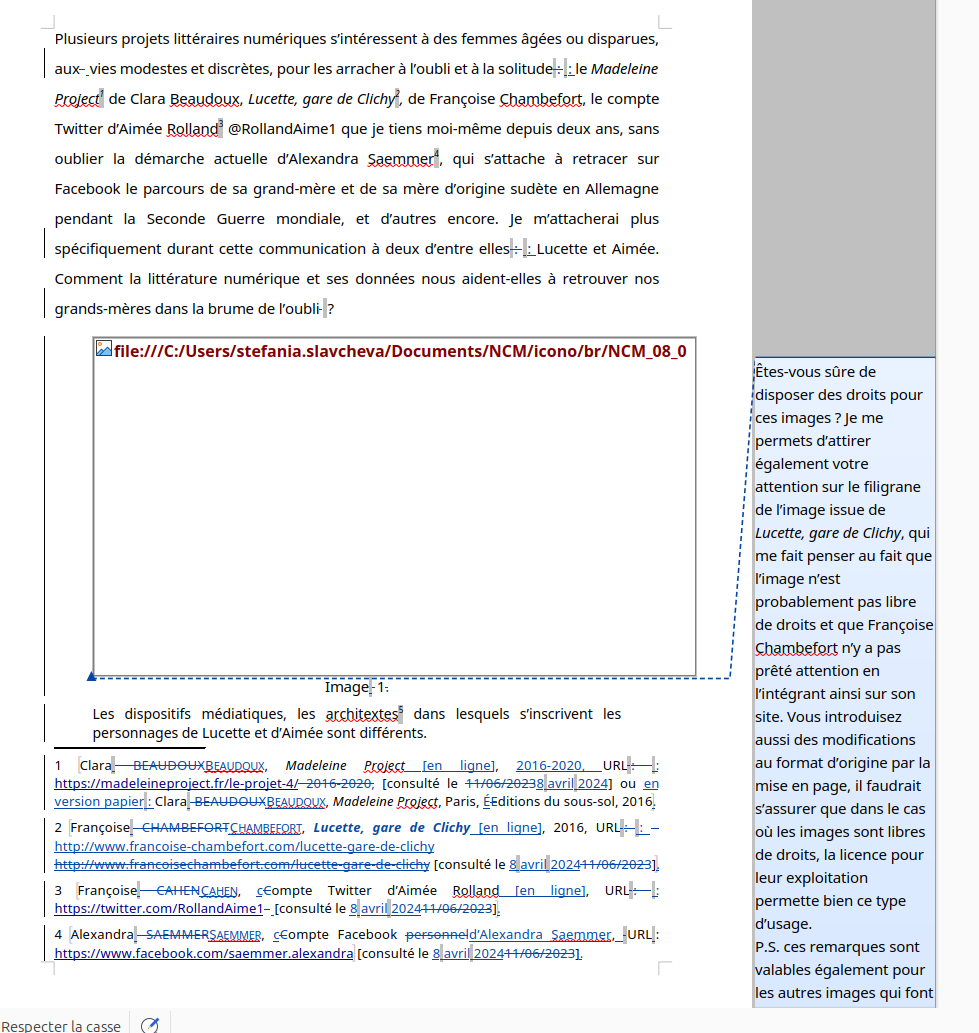 Plusieurs projets littéraires numériques s’intéressent à des femmes âgées ou disparues,
aux vies modestes et discrètes, pour les arracher à l’oubli et à la solitude : : le Madeleine
Project1 de Clara Beaudoux, Lucette, gare de Clichy2, de Françoise Chambefort, le compte
Twitter d’Aimée Rolland3 @RollandAime1 que je tiens moi-même depuis deux ans, sans
oublier la démarche actuelle d’Alexandra Saemmer4, qui s’attache à retracer sur
Facebook le parcours de sa grand-mère et de sa mère d’origine sudète en Allemagne
pendant la Seconde Guerre mondiale, et d’autres encore. Je m’attacherai plus
spécifiquement durant cette communication à deux d’entre elles : : Lucette et Aimée.
Comment la littérature numérique et ses données nous aident-elles à retrouver nos
grands-mères dans la brume de l’oubli ?
file:///C:/Users/stefania.slavcheva/Documents/NCM/icono/br/NCM_08_0
Image 1.
Les dispositifs médiatiques, les architextes5 dans lesquels s’inscrivent les
personnages de Lucette et d’Aimée sont différents.
1 Clara BEAUDOUXBEAUDOUX, Madeleine Project [en ligne], 2016-2020, URL : :
https://madeleineproject.fr/le-projet-4/ 2016-2020, [consulté le 11/06/20238 avril 2024] ou en
version papier : Clara BEAUDOUXBEAUDOUX, Madeleine Project, Paris, ÉEditions du sous-sol, 2016.
2 Françoise CHAMBEFORTCHAMBEFORT, Lucette, gare de Clichy [en ligne], 2016, URL : :
http://www.francoise-chambefort.com/lucette-gare-de-clichy
http://www.francoisechambefort.com/lucette-gare-de-clichy [consulté le 8 avril 202411/06/2023].
3 Françoise CAHENCAHEN, cCompte Twitter d’Aimée Rolland [en ligne], URL : :
https://twitter.com/RollandAime1 [consulté le 8 avril 202411/06/2023].
4 Alexandra SAEMMERSAEMMER, cCompte Facebook personneld’Alexandra Saemmer, URL :
https://www.facebook.com/saemmer.alexandra [consulté le 8 avril 202411/06/2023].
Êtes-vous sûre de
disposer des droits pour
ces images ? Je me
permets d’attirer
également votre
attention sur le filigrane
de l’image issue de
Lucette, gare de Clichy, qui
me fait penser au fait que
l’image n’est
probablement pas libre
de droits et que Françoise
Chambefort n’y a pas
prêté attention en
l’intégrant ainsi sur son
site. Vous introduisez
aussi des modifications
au format d’origine par la
mise en page, il faudrait
s’assurer que dans le cas
où les images sont libres
de droits, la licence pour
leur exploitation
permette bien ce type
d’usage.
P.S. ces remarques sont
valables également pour
les autres images qui font
Respecter la casse